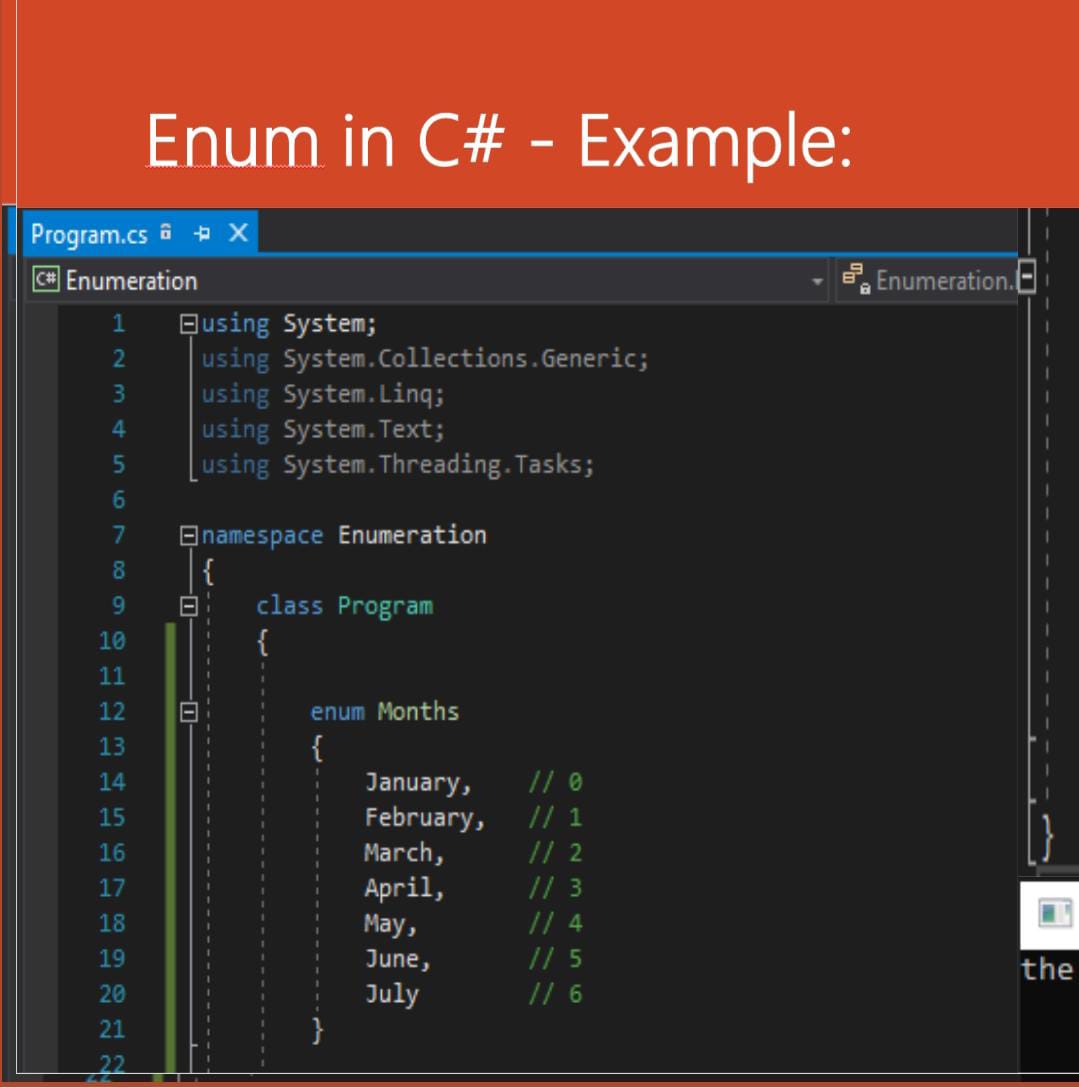 Enum in C# - Example:
Program.cs
C# Enumeration
Enumeration.
1 using System;
2 using System.Collections.Generic;
3 using System.Linq;
4 using System.Text;
5 using System.Threading.Tasks;
6
7 namespace Enumeration
8 {
9 class Program
10 {
11
12 enum Months
13 {
14 January, // 0
15 February, // 1
16 March, // 2
17 April, // 3
18 May, // 4
19 June, // 5
20 July // 6
21 }
22
}
the